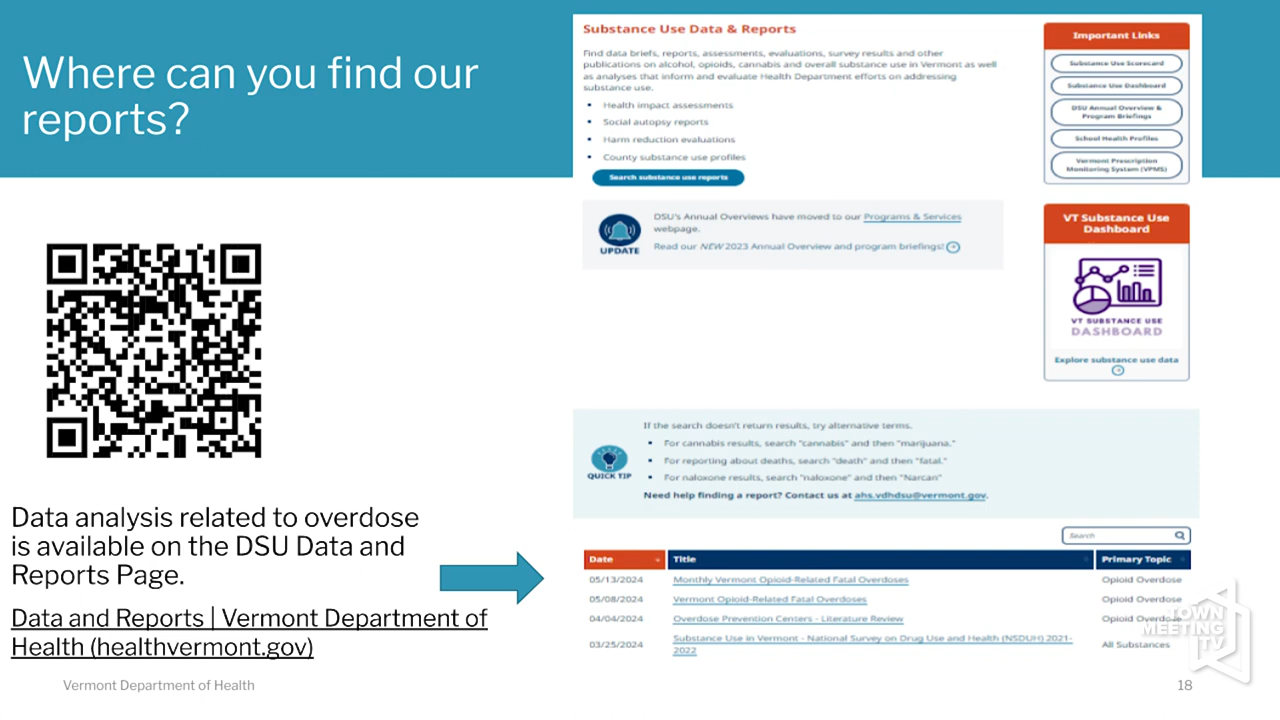 Where can you find our
reports?
Data analysis related to overdose
is available on the DSU Data and
Reports Page.
Data and Reports | Vermont Department of
Health (healthvermont.gov)
Vermont Department of Health
Substance Use Data & Reports
Find data briefs, reports, assessments, evaluations, survey results and other
publications on alcohol, opioids, cannabis and overall substance use in Vermont as well
as analyses that inform and evaluate Health Department efforts on addressing
substance use.
• Health impact assessments
• Social autopsy reports
• Harm reduction evaluations
• County substance use profiles
Search substance use reports
UPDATE
DSU's Annual Overviews have moved to our Programs & Services
webpage.
Read our NEW 2023 Annual Overview and program briefings!
Important Links
Substance Use Scorecard
Substance Use Dashboard
DSU Annual Overview &
Program Briefings
School Health Profiles
Vermont Prescription
Monitoring System (VPMS)
VT Substance Use
Dashboard
VT SUBSTANCE USE
DASHBOARD
Explore substance use data
QUICK TIP
If the search doesn't return results, try alternative terms.
• For cannabis results, search "cannabis" and then "marijuana."
• For reporting about deaths, search "death" and then "fatal."
• For naloxone results, search "naloxone" and then "Narcan"
Need help finding a report? Contact us at ahs.vdhdsu@vermont.gov.
Search
Date Title Primary Topic
05/13/2024 Monthly Vermont Opioid-Related Fatal Overdoses Opioid Overdose
05/08/2024 Vermont Opioid-Related Fatal Overdoses Opioid Overdose
04/04/2024 Overdose Prevention Centers - Literature Review Opioid Overdose
03/25/2024 Substance Use in Vermont - National Survey on Drug Use and Health (NSDUH) 2021-
2022 All Substances
TOWN
MEETING
TV
18